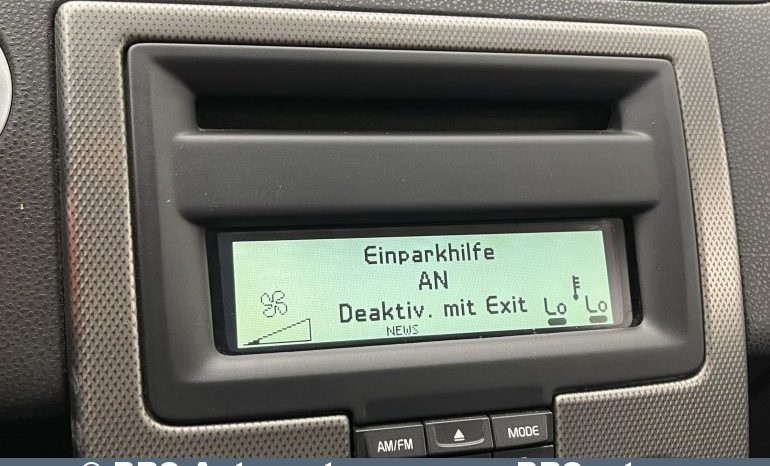 Einparkhilfe
AN
Deaktiv. mit Exit
Lo Lo
NEWS
AM/FM
MODE